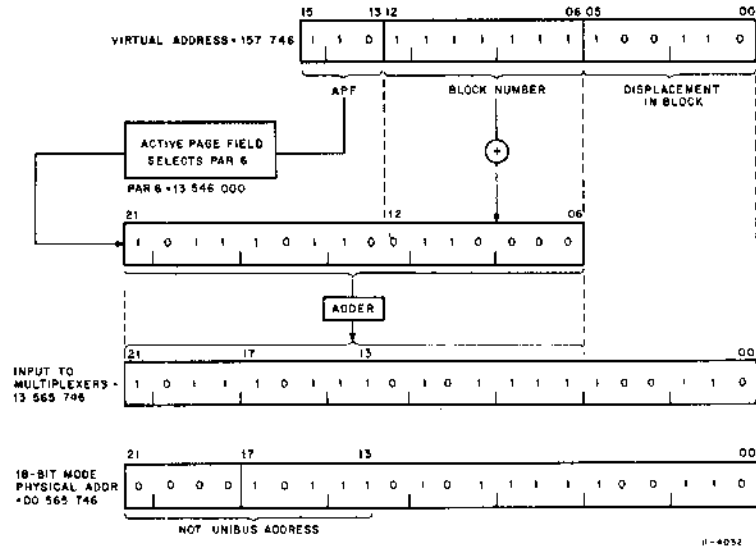 15 13 12 06 05 00
VIRTUAL ADDRESS = 157 746
1 1 0 1 1 1 1 1 1 1 1 0 0 1 1 0
APF
BLOCK NUMBER
DISPLACEMENT
IN BLOCK
ACTIVE PAGE FIELD
SELECTS PAR 6
+
PAR 6 = 13 546 000
21 12 06
1 0 1 1 1 0 1 1 0 0 1 1 0 0 0 0
ADDER
21 17 13 00
INPUT TO
MULTIPLEXERS =
13 565 746
1 0 1 1 1 0 1 1 1 0 1 0 1 1 1 1 1 0 0 1 1 0
21 17 13 00
18-BIT MODE
PHYSICAL ADDR
=00 565 746
0 0 0 0 1 0 1 1 1 0 1 0 1 1 1 1 1 0 0 1 1 0
NOT UNIBUS ADDRESS
11-4032